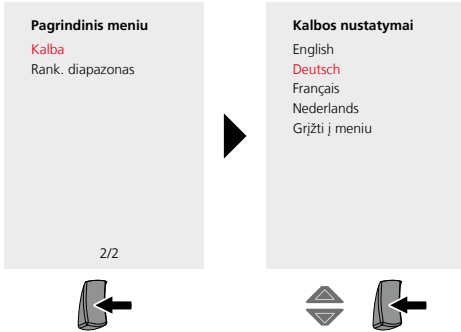 Pagrindinis meniu
Kalba
Rank. diapazonas
2/2
Kalbos nustatymai
English
Deutsch
Français
Nederlands
Grįžti į meniu